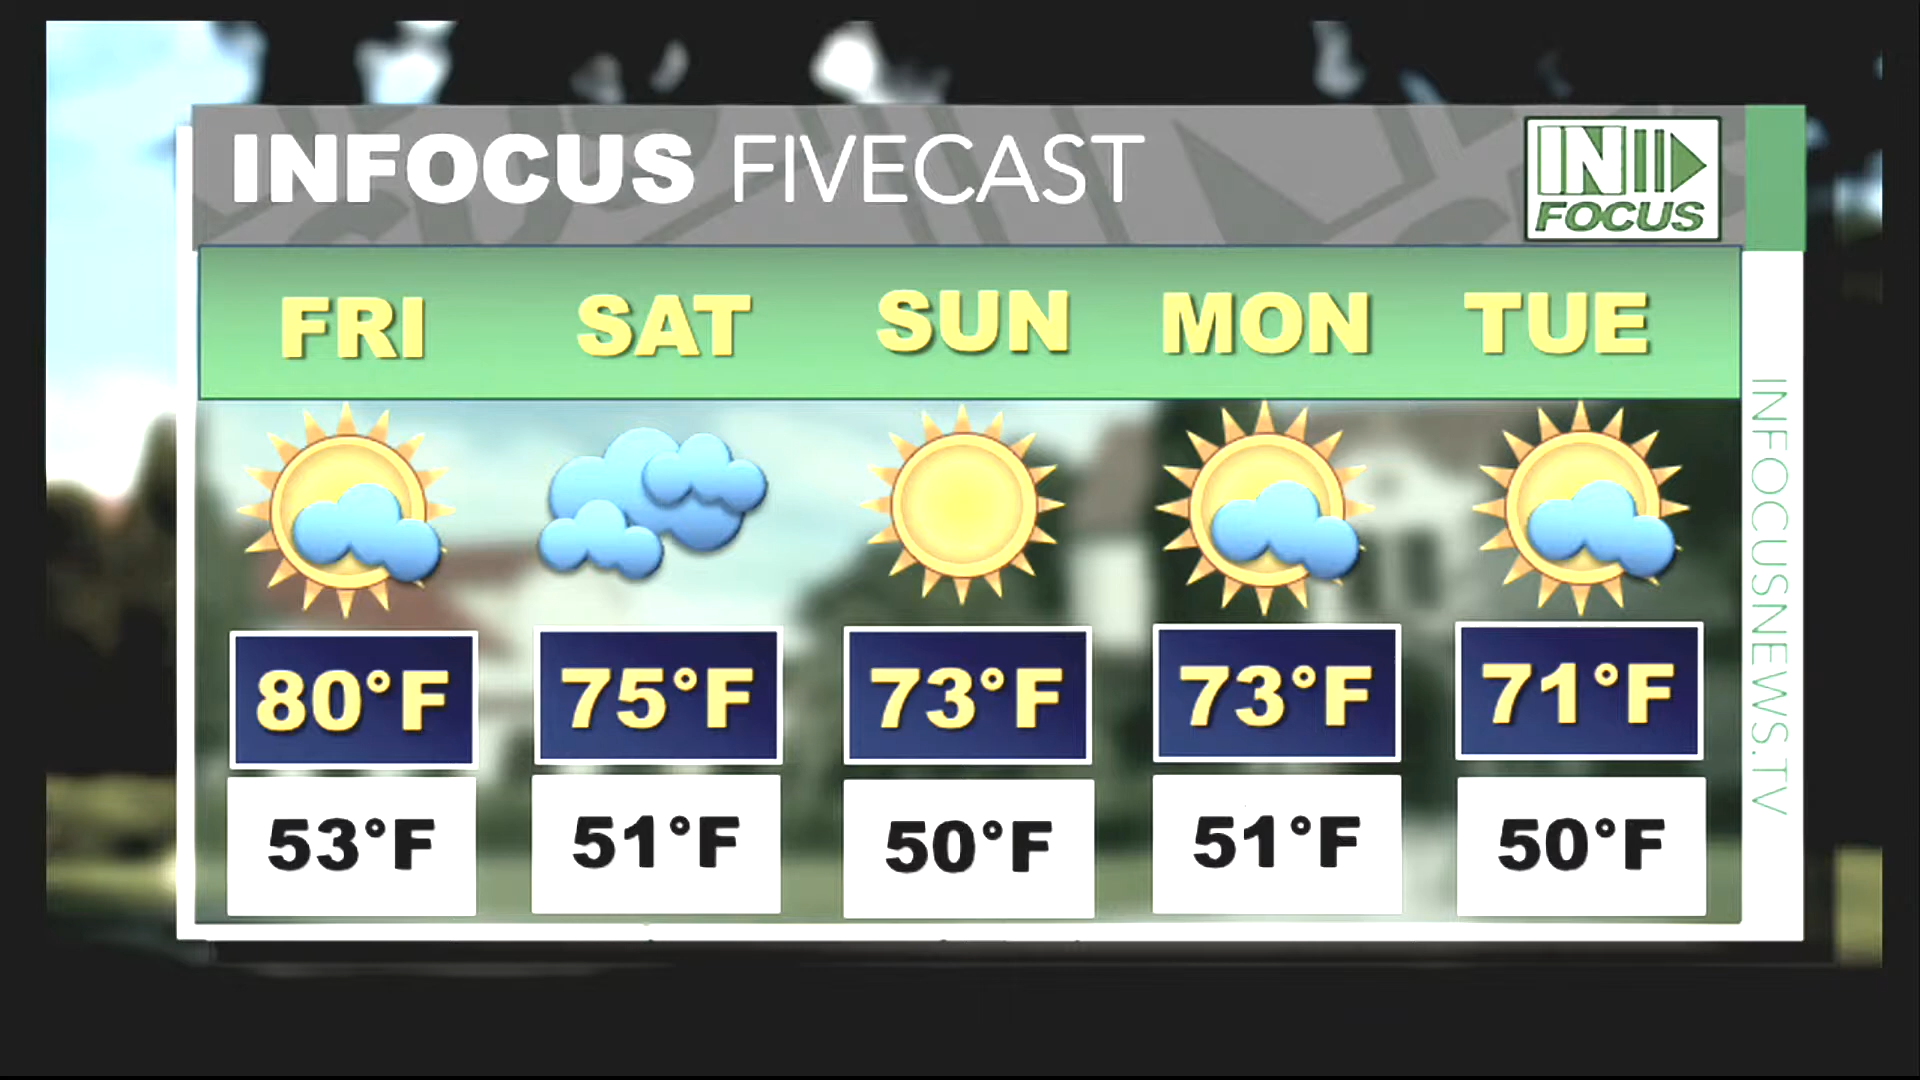 INFOCUS FIVECAST
IN
FOCUS
FRI SAT SUN MON TUE
80°F 75°F 73°F 73°F 71°F
53°F 51°F 50°F 51°F 50°F
INFOCUSNEWS.TV